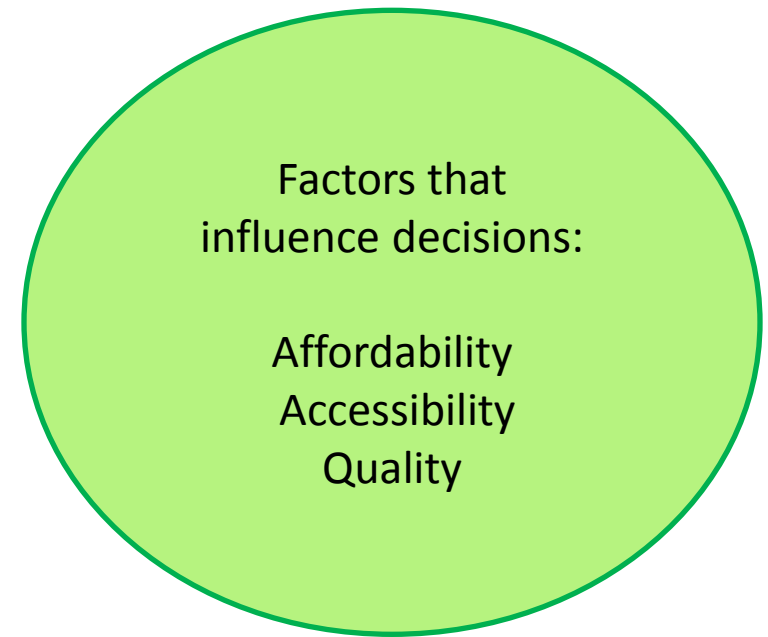 Factors that
influence decisions:
Affordability
Accessibility
Quality